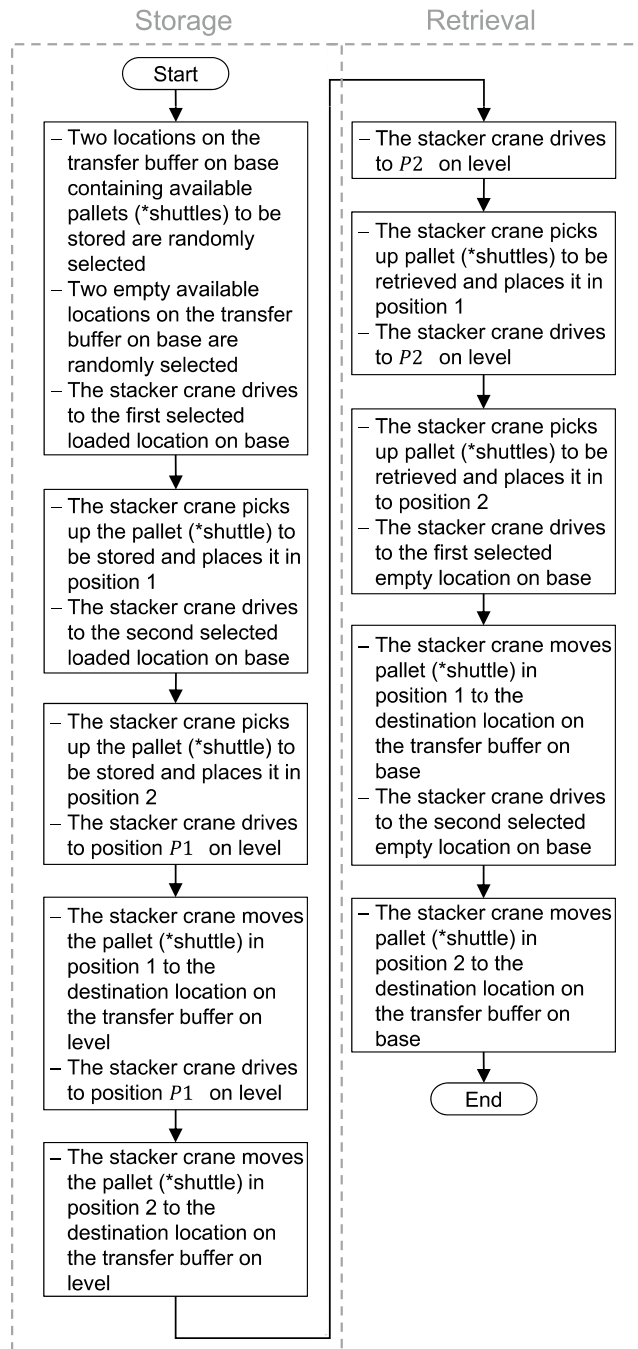 Storage
Start
– Two locations on the
transfer buffer on base
containing available
pallets (*shuttles) to be
stored are randomly
selected
– Two empty available
locations on the transfer
buffer on base are
randomly selected
– The stacker crane drives
to the first selected
loaded location on base
– The stacker crane picks
up the pallet (*shuttle) to
be stored and places it in
position 1
– The stacker crane drives
to the second selected
loaded location on base
– The stacker crane picks
up the pallet (*shuttle) to
be stored and places it in
position 2
– The stacker crane drives
to position P1 on level
– The stacker crane moves
the pallet (*shuttle) in
position 1 to the
destination location on
the transfer buffer on
level
– The stacker crane drives
to position P1 on level
– The stacker crane moves
the pallet (*shuttle) in
position 2 to the
destination location on
the transfer buffer on
level
Retrieval
– The stacker crane drives
to P2 on level
– The stacker crane picks
up pallet (*shuttles) to be
retrieved and places it in
position 1
– The stacker crane drives
to P2 on level
– The stacker crane picks
up pallet (*shuttles) to be
retrieved and places it in
to position 2
– The stacker crane drives
to the first selected
empty location on base
– The stacker crane moves
pallet (*shuttle) in
position 1 to the
destination location on
the transfer buffer on
base
– The stacker crane drives
to the second selected
empty location on base
– The stacker crane moves
pallet (*shuttle) in
position 2 to the
destination location on
the transfer buffer on
base
End